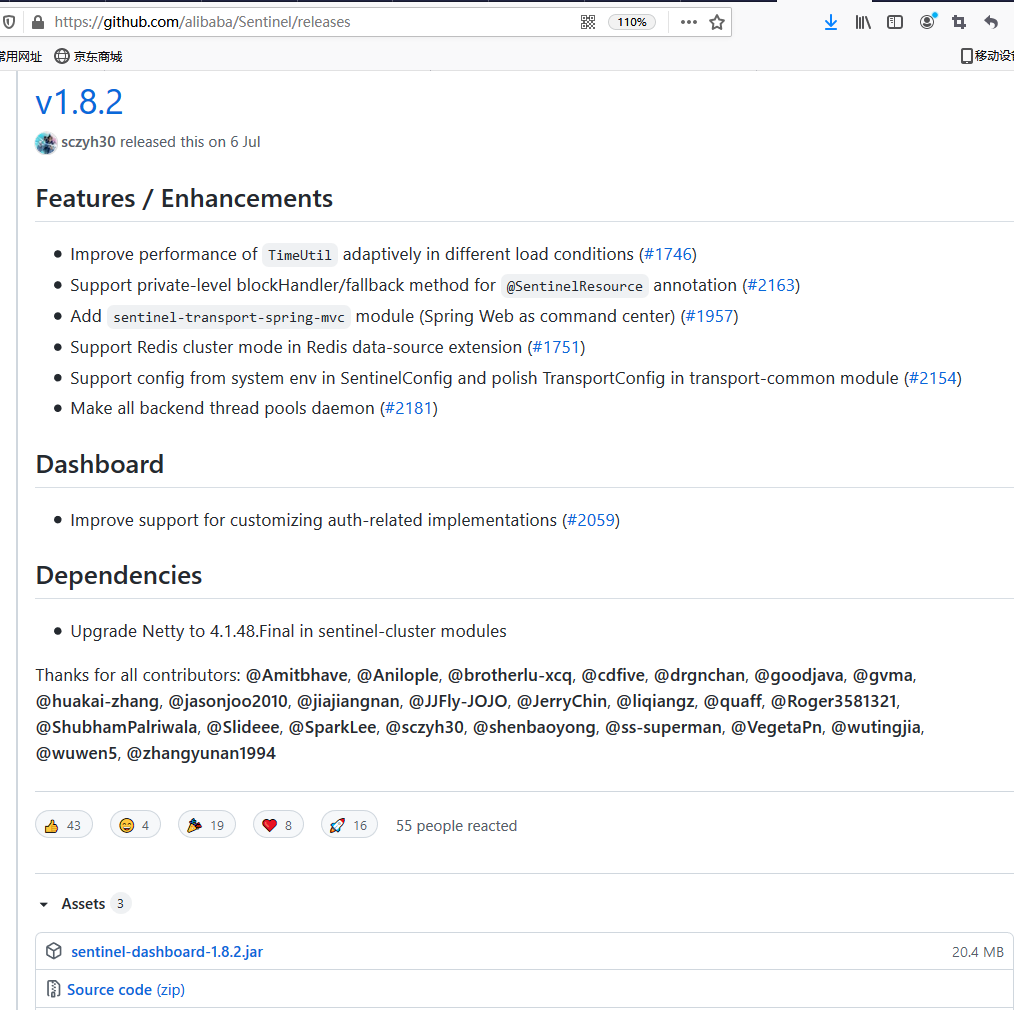 https://github.com/alibaba/Sentinel/releases
110%
常用网址 京东商城
v1.8.2
sczyh30 released this on 6 Jul
Features / Enhancements
Improve performance of TimeUtil adaptively in different load conditions (#1746)
Support private-level blockHandler/fallback method for @SentinelResource annotation (#2163)
Add sentinel-transport-spring-mvc module (Spring Web as command center) (#1957)
Support Redis cluster mode in Redis data-source extension (#1751)
Support config from system env in SentinelConfig and polish TransportConfig in transport-common module (#2154)
Make all backend thread pools daemon (#2181)
Dashboard
Improve support for customizing auth-related implementations (#2059)
Dependencies
Upgrade Netty to 4.1.48.Final in sentinel-cluster modules
Thanks for all contributors: @Amitbhave, @Anilople, @brotherlu-xcq, @cdfive, @drgnchan, @goodjava, @gvma,
@huakai-zhang, @jasonjoo2010, @jiajiangnan, @JJFly-JOJO, @JerryChin, @liqiangz, @quaff, @Roger3581321,
@ShubhamPalriwala, @Slideee, @SparkLee, @sczyh30, @shenbaoyong, @ss-superman, @VegetaPn, @wutingjia,
@wuwen5, @zhangyunan1994
43 4 19 8 16 55 people reacted
Assets 3
sentinel-dashboard-1.8.2.jar 20.4 MB
Source code (zip)